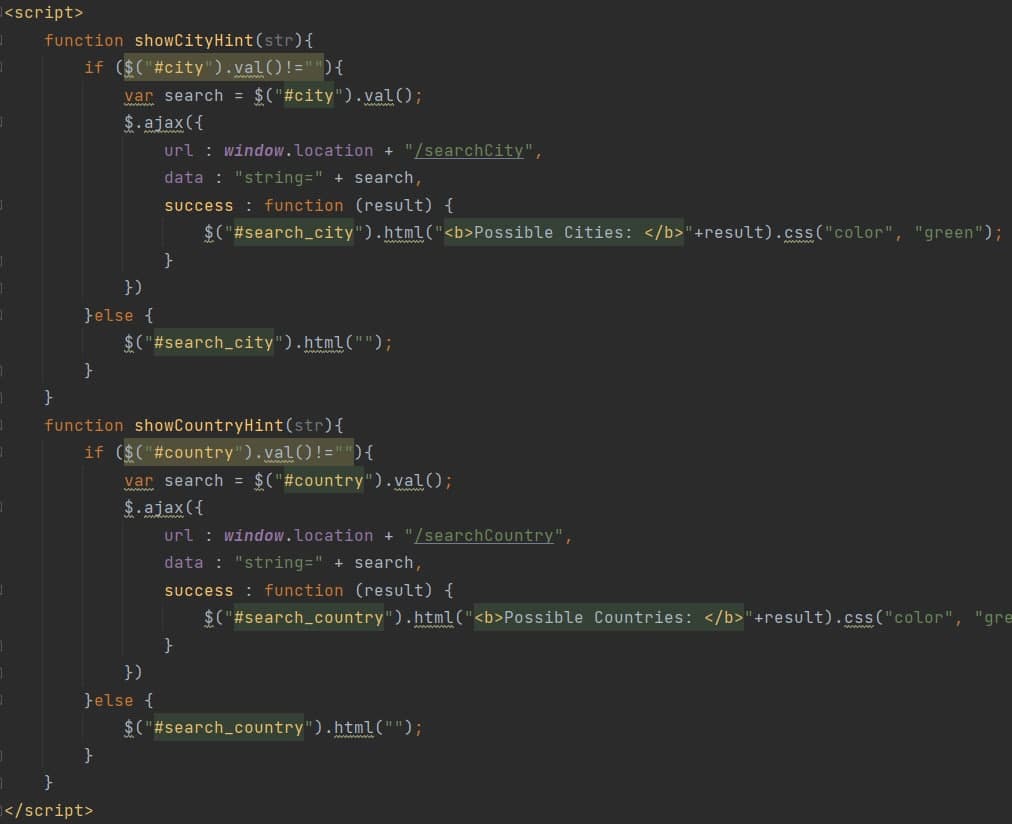 <script>
    function showCityHint(str){
        if ($("#city").val()!=""){
            var search = $("#city").val();
            $.ajax({
                url : window.location + "/searchCity",
                data : "string=" + search,
                success : function (result) {
                    $("#search_city").html("<b>Possible Cities: </b>"+result).css("color", "green");
                }
            })
        }else {
            $("#search_city").html("");
        }
    }
    function showCountryHint(str){
        if ($("#country").val()!=""){
            var search = $("#country").val();
            $.ajax({
                url : window.location + "/searchCountry",
                data : "string=" + search,
                success : function (result) {
                    $("#search_country").html("<b>Possible Countries: </b>"+result).css("color", "gre
                }
            })
        }else {
            $("#search_country").html("");
        }
    }
</script>